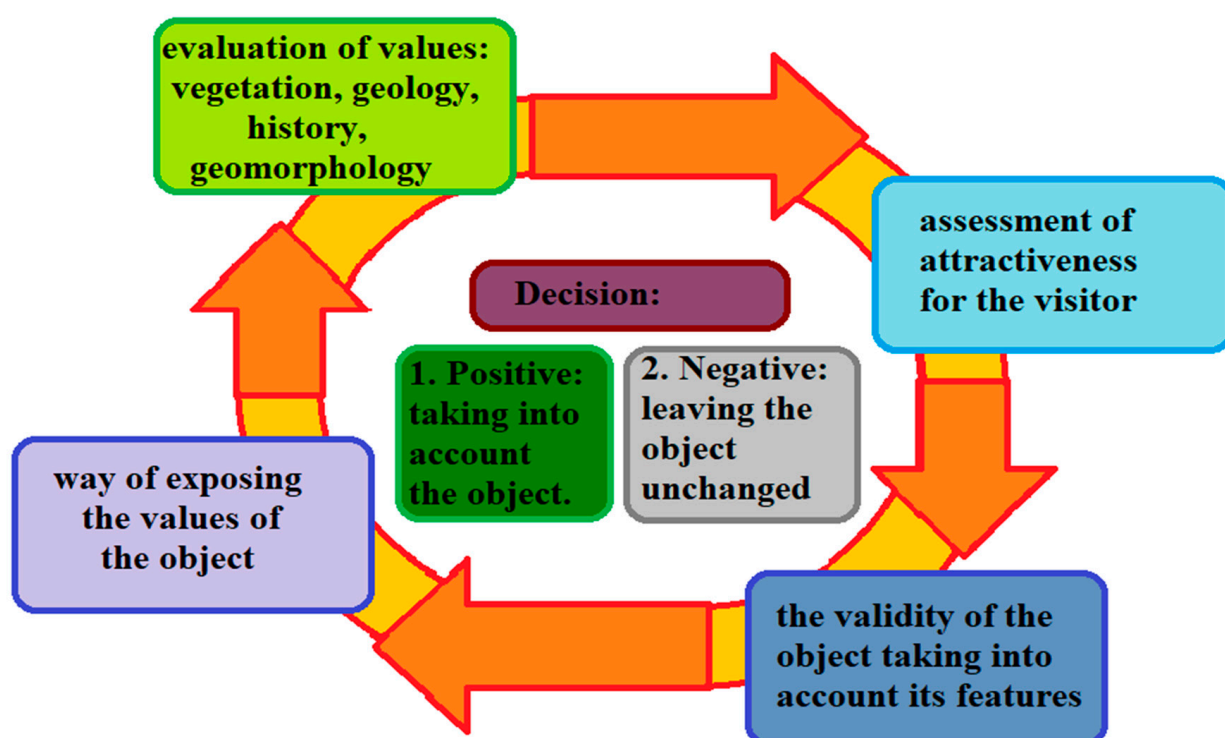 evaluation of values:
vegetation, geology,
history,
geomorphology
assessment of
attractiveness
for the visitor
Decision:
1. Positive:
taking into
account
the object.
2. Negative:
leaving the
object
unchanged
way of exposing
the values of
the object
the validity of the
object taking into
account its features